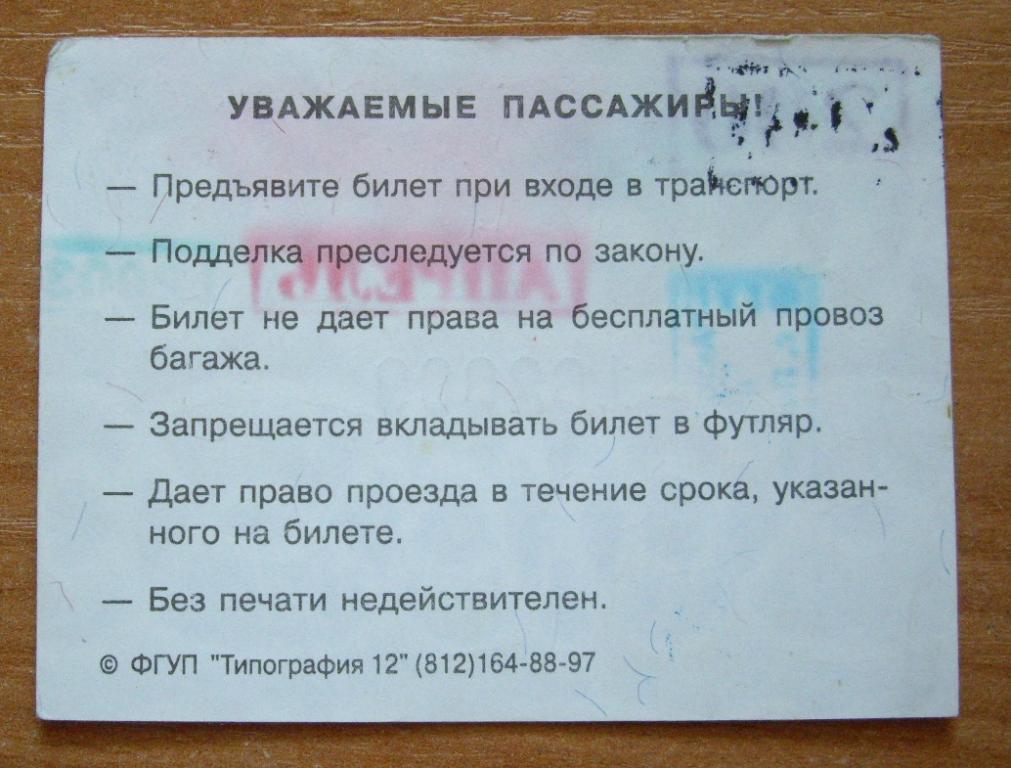 УВАЖАЕМЫЕ ПАССАЖИРЫ!
— Предъявите билет при входе в транспорт.
— Подделка преследуется по закону.
— Билет не дает права на бесплатный провоз
багажа.
— Запрещается вкладывать билет в футляр.
— Дает право проезда в течение срока, указан-
ного на билете.
— Без печати недействителен.
© ФГУП "Типография 12" (812)164-88-97
АПРЕЛЬ